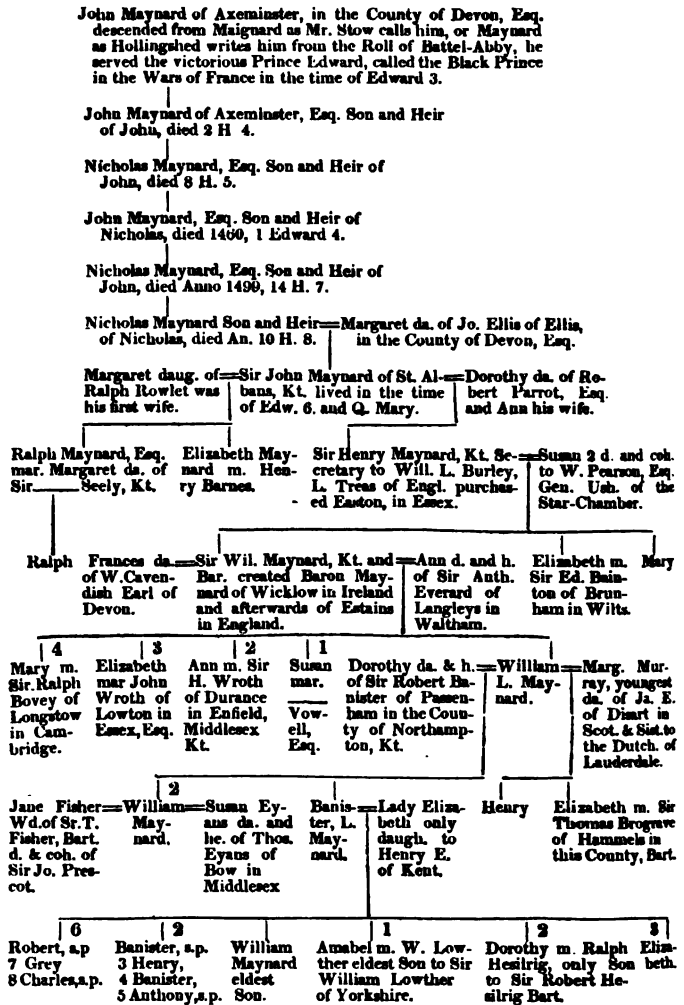 John Maynard of Axeminster, in the County of Devon, Esq.
descended from Maignard as Mr. Stow calls him, or Maynard
as Hollingshed writes him from the Roll of Battel-Abby, he
served the victorious Prince Edward, called the Black Prince
in the Wars of France in the time of Edward 3.
John Maynard of Axeminster, Esq. Son and Heir
of John, died 2 H 4.
Nicholas Maynard, Esq. Son and Heir of
John, died 8 H. 5.
John Maynard, Esq. Son and Heir of
Nicholas, died 1460, 1 Edward 4.
Nicholas Maynard, Esq. Son and Heir of
John, died Anno 1499, 14 H. 7.
Nicholas Maynard Son and Heir
of Nicholas, died An. 10 H. 8.
Margaret da. of Jo. Ellis of Ellis,
in the County of Devon, Esq.
Margaret daug. of
Ralph Rowlet was
his first wife.
Sir John Maynard of St. Al-
bans, Kt. lived in the time
of Edw. 6. and Q. Mary.
Dorothy da. of Ro-
bert Parrot, Esq.
and Ann his wife.
Ralph Maynard, Esq.
mar. Margaret da. of
Sir Seely, Kt.
Elizabeth May-
nard m. Hen-
ry Barnes.
Sir Henry Maynard, Kt. Se-
cretary to Will. L. Burley,
L. Treas of Engl. purchas-
ed Easton, in Essex.
Susan 2 d. and coh.
to W. Pearson, Esq.
Gen. Ush. of the
Star-Chamber.
Ralph
Frances da.
of W. Caven-
dish Earl of
Devon.
Sir Wil. Maynard, Kt. and
Bar. created Baron May-
nard of Wicklow in Ireland
and afterwards of Estains
in England.
Ann d. and h.
of Sir Anth.
Everard of
Langleys in
Waltham.
Elizabeth m.
Sir Ed. Bain-
ton of Brun-
ham in Wilts.
Mary
4
Mary m.
Sir. Ralph
Bovey of
Longstow
in Cam-
bridge.
3
Elizabeth
mar John
Wroth of
Lowton in
Essex, Esq.
2
Ann m. Sir
H. Wroth
of Durance
in Enfield,
Middlesex
Kt.
1
Susan
mar.
Vow-
ell,
Esq.
Dorothy da. & h.
of Sir Robert Ba-
nister of Passen-
ham in the Coun-
ty of Northamp-
ton, Kt.
William
L. May-
nard.
Marg. Mur-
ray, youngest
da. of Ja. E.
of Disart in
Scot. & Sist. to
the Dutch. of
Lauderdale.
Jane Fisher
Wd. of Sr. T.
Fisher, Bart.
d. & coh. of
Sir Jo. Pres-
cot.
2
William
May-
nard.
Susan Ey-
ans da. and
he. of Thos.
Eyans of
Bow in
Middlesex
Banis-
ter, L.
May-
nard.
Lady Eliza-
beth only
daugh. to
Henry E.
of Kent.
Henry
Elizabeth m. Sir
Thomas Brograve
of Hammels in
this County, Bart.
6
Robert, a,p
7 Grey
8 Charles,s.p.
2
Banister, s.p.
3 Henry,
4 Banister,
5 Anthony,s.p.
William
Maynard
eldest
Son.
1
Amabel m. W. Low-
ther eldest Son to Sir
William Lowther
of Yorkshire.
2
Dorothy m. Ralph
Hesilrig, only Son
to Sir Robert He-
silrig Bart.
3
Eliza-
beth.